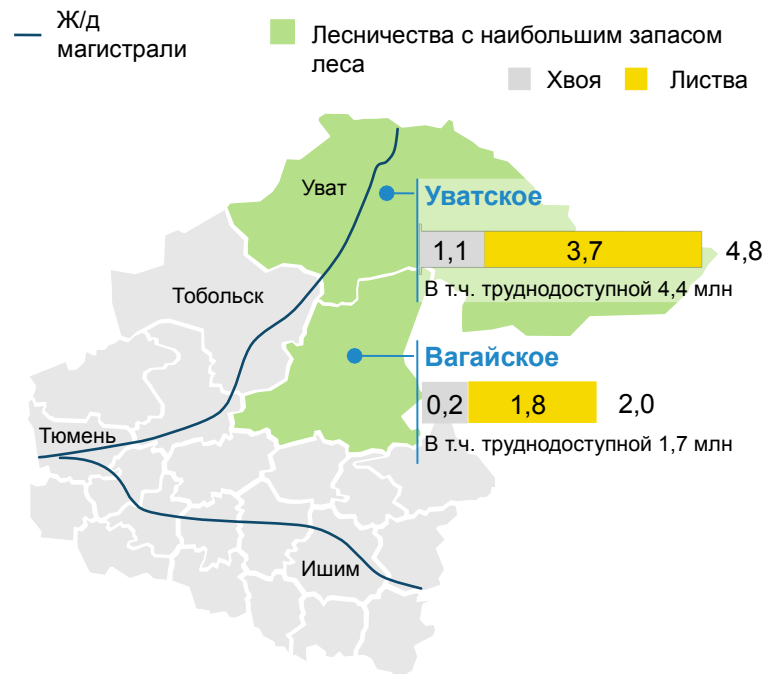 Ж/д
магистрали
Лесничества с наибольшим запасом
леса
Хвоя
Листва
Уват
Уватское
1,1 3,7 4,8
В т.ч. труднодоступной 4,4 млн
Тобольск
Вагайское
0,2 1,8 2,0
В т.ч. труднодоступной 1,7 млн
Тюмень
Ишим